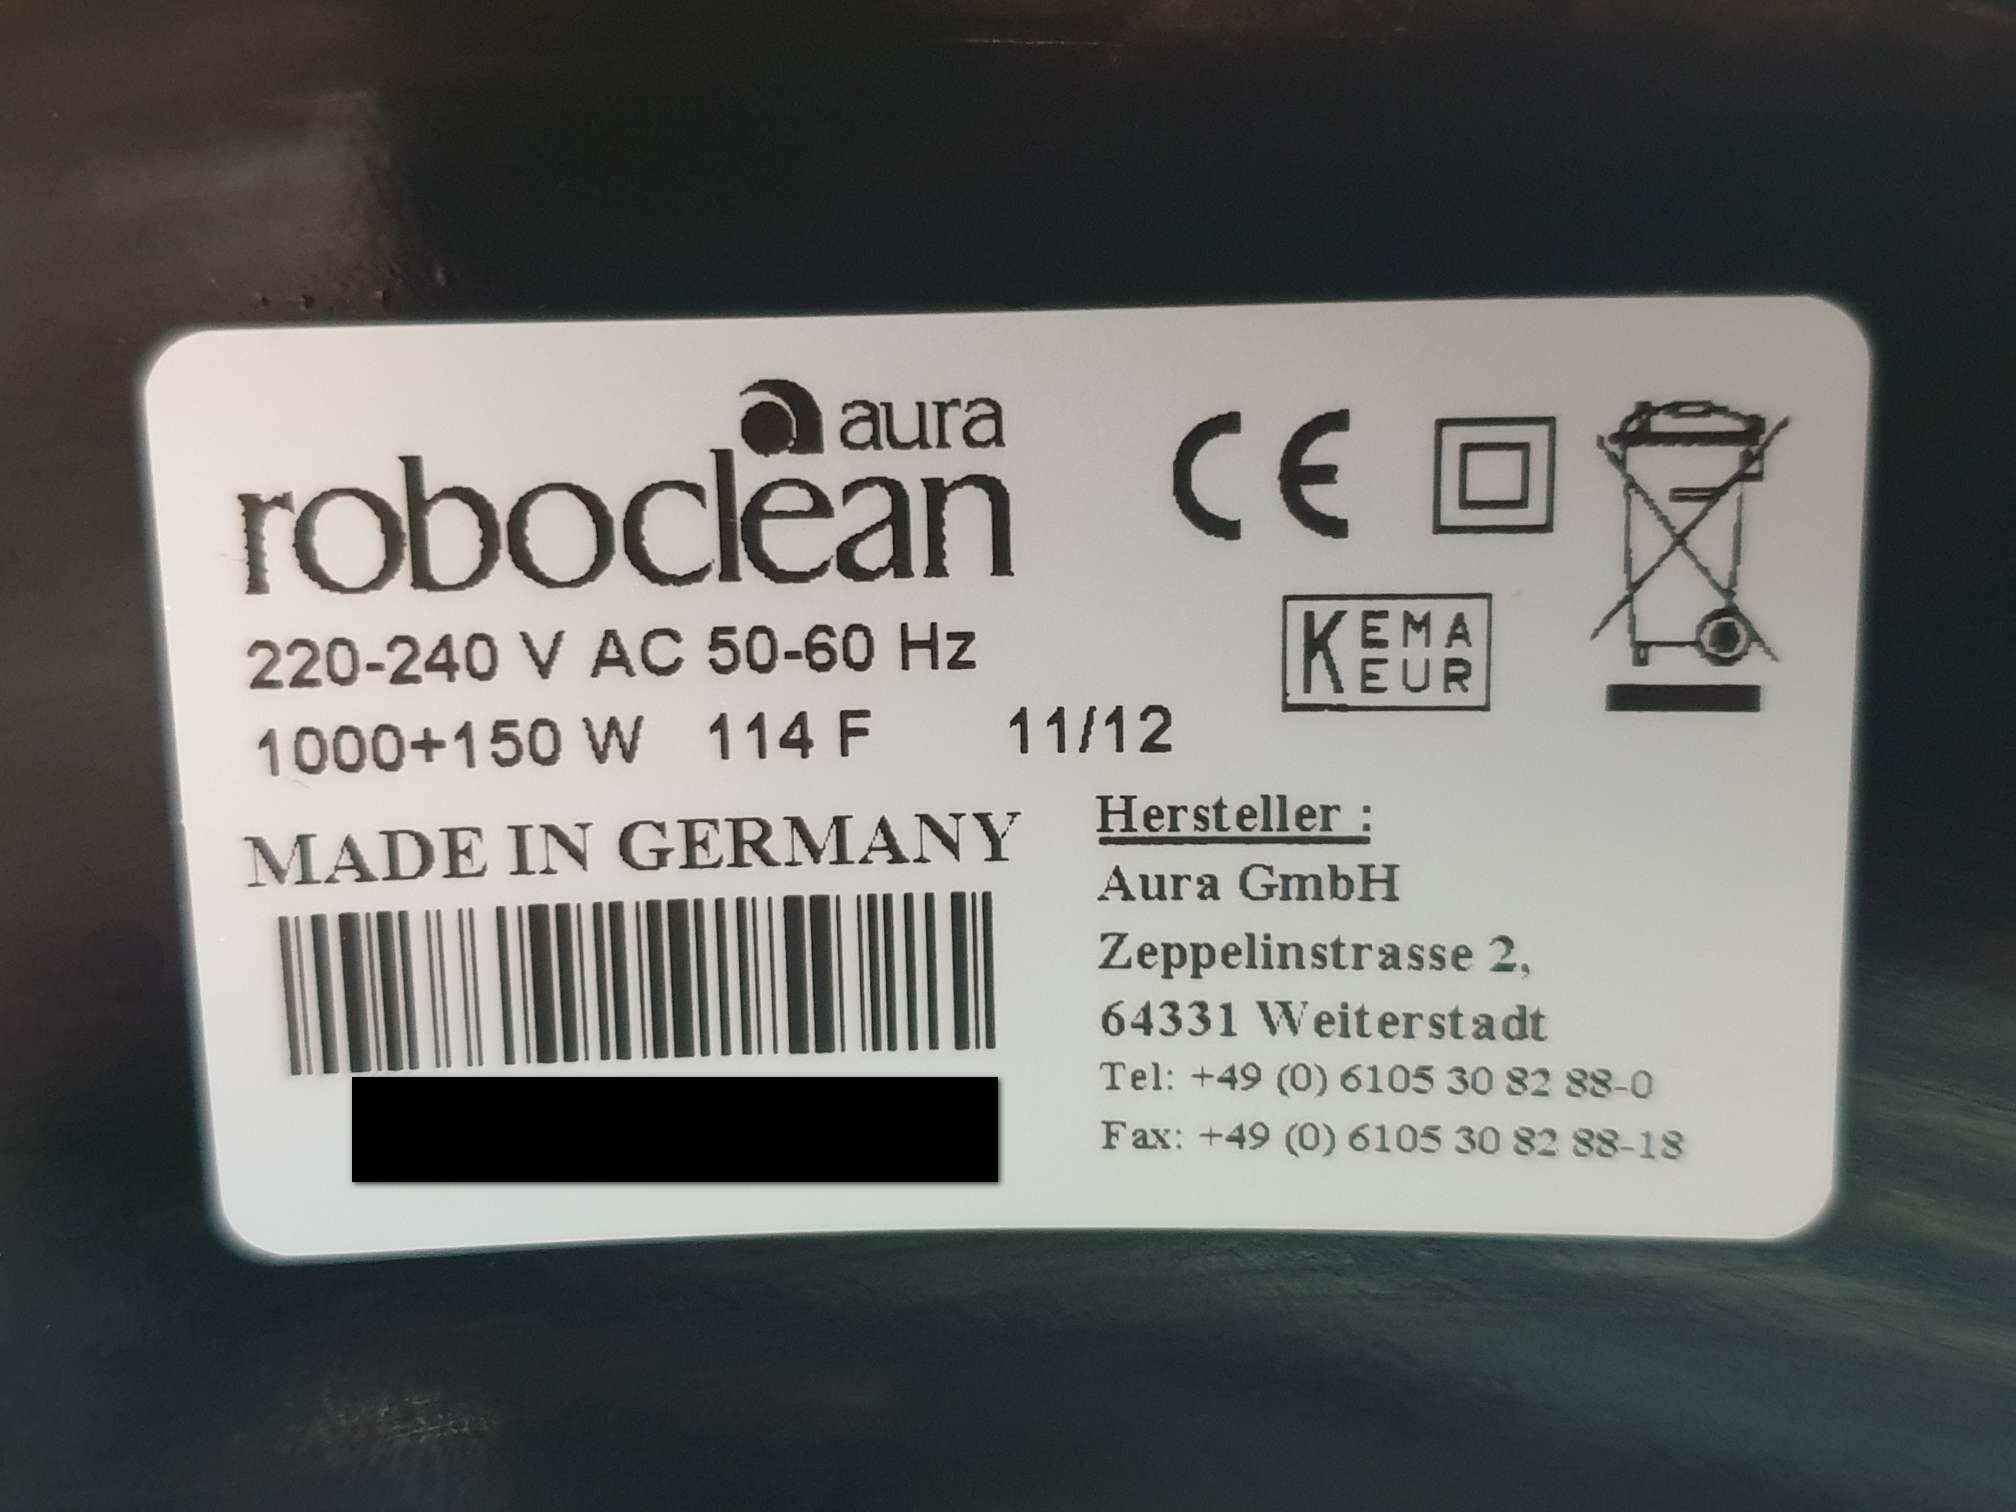 aura
roboclean
220-240 V AC 50-60 Hz
1000+150 W 114 F 11/12
MADE IN GERMANY
CE
KEMA
EUR
Hersteller :
Aura GmbH
Zeppelinstrasse 2,
64331 Weiterstadt
Tel: +49 (0) 6105 30 82 88-0
Fax: +49 (0) 6105 30 82 88-18